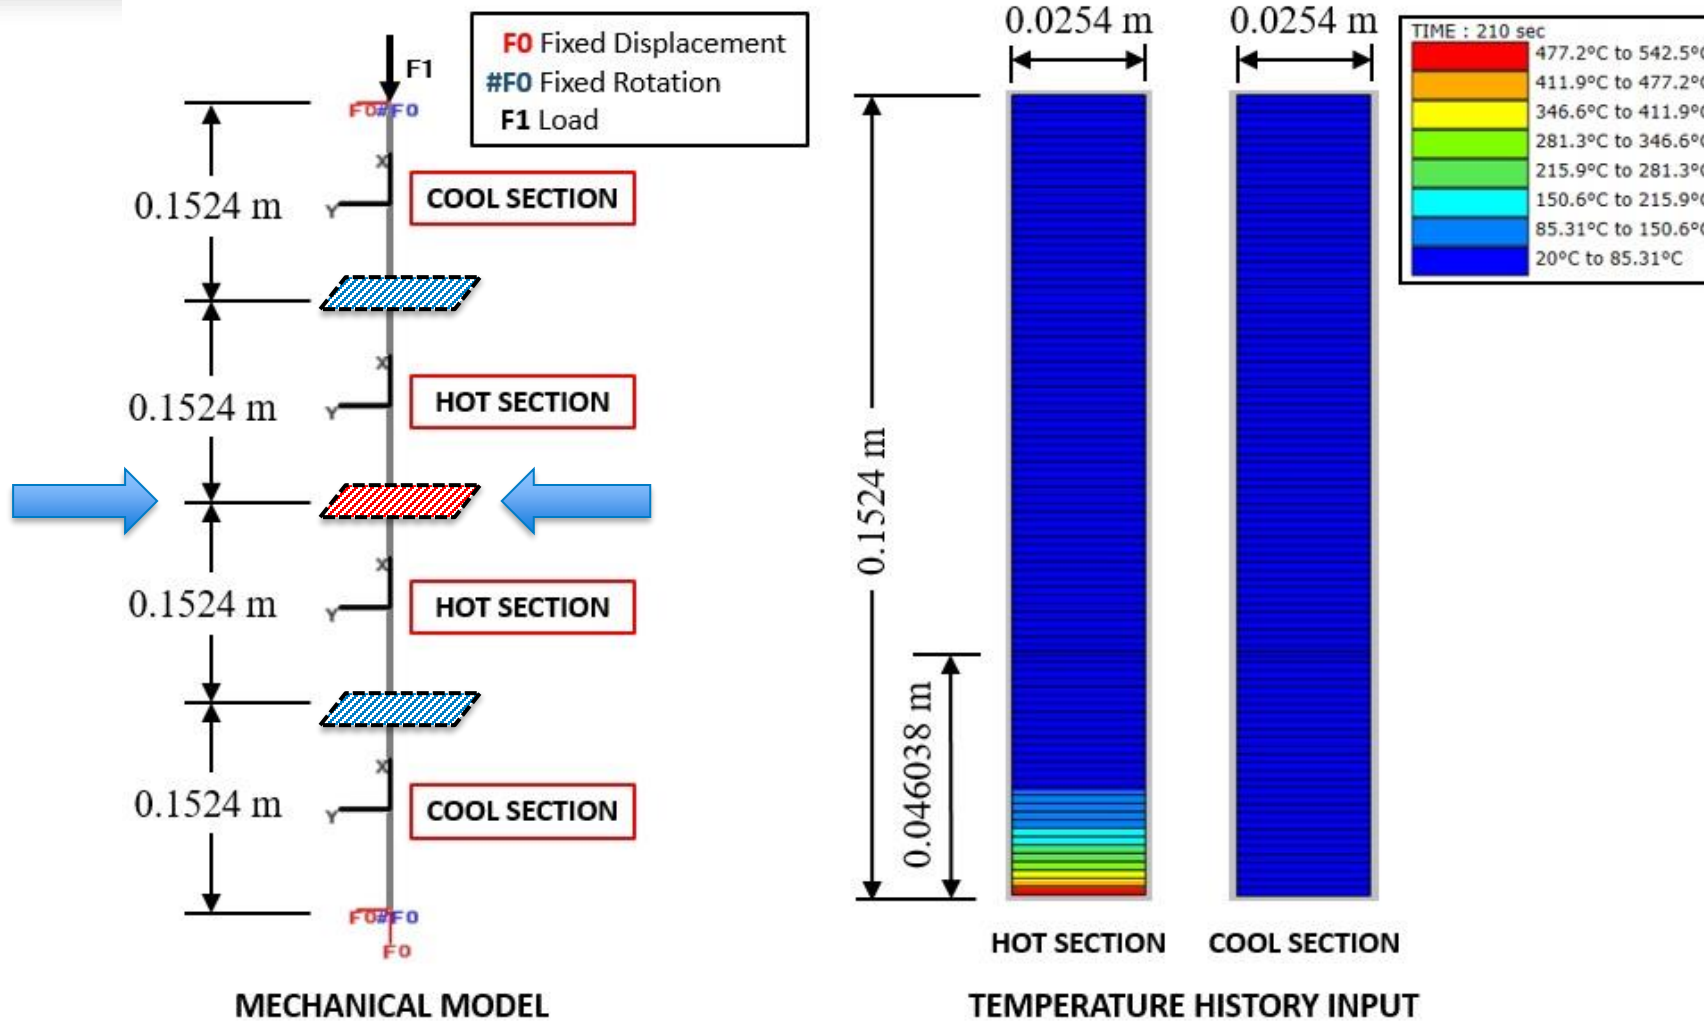 F0 Fixed Displacement
#F0 Fixed Rotation
F1 Load
F1
F0#F0
X
Y
0.1524 m
COOL SECTION
X
Y
0.1524 m
HOT SECTION
X
Y
0.1524 m
HOT SECTION
X
Y
0.1524 m
COOL SECTION
F0#F0
F0
MECHANICAL MODEL
0.0254 m
0.0254 m
0.1524 m
0.046038 m
HOT SECTION
COOL SECTION
TEMPERATURE HISTORY INPUT
TIME : 210 sec
477.2°C to 542.5°C
411.9°C to 477.2°C
346.6°C to 411.9°C
281.3°C to 346.6°C
215.9°C to 281.3°C
150.6°C to 215.9°C
85.31°C to 150.6°C
20°C to 85.31°C